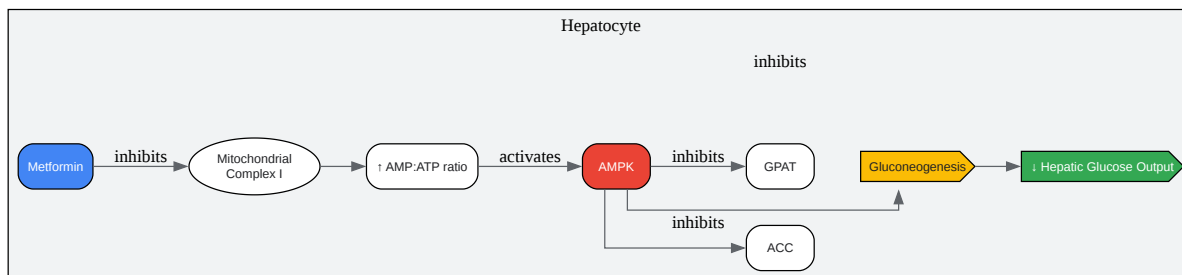 Hepatocyte
inhibits
Metformin
inhibits
Mitochondrial
Complex I
↑ AMP:ATP ratio
activates
AMPK
inhibits
GPAT
Gluconeogenesis
↓ Hepatic Glucose Output
inhibits
ACC